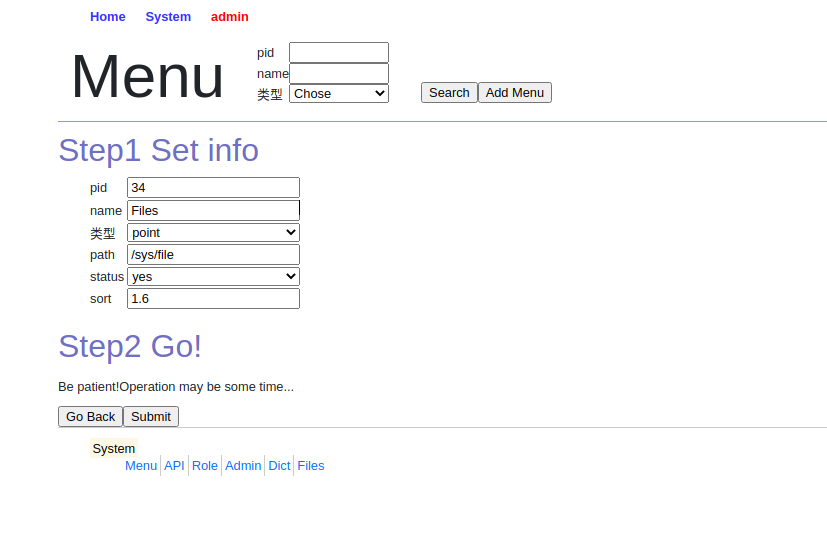 Home System admin
Menu
pid
name
类型 Chose
Search Add Menu
Step1 Set info
pid 34
name Files
类型 point
path /sys/file
status yes
sort 1.6
Step2 Go!
Be patient!Operation may be some time...
Go Back Submit
System
Menu API Role Admin Dict Files